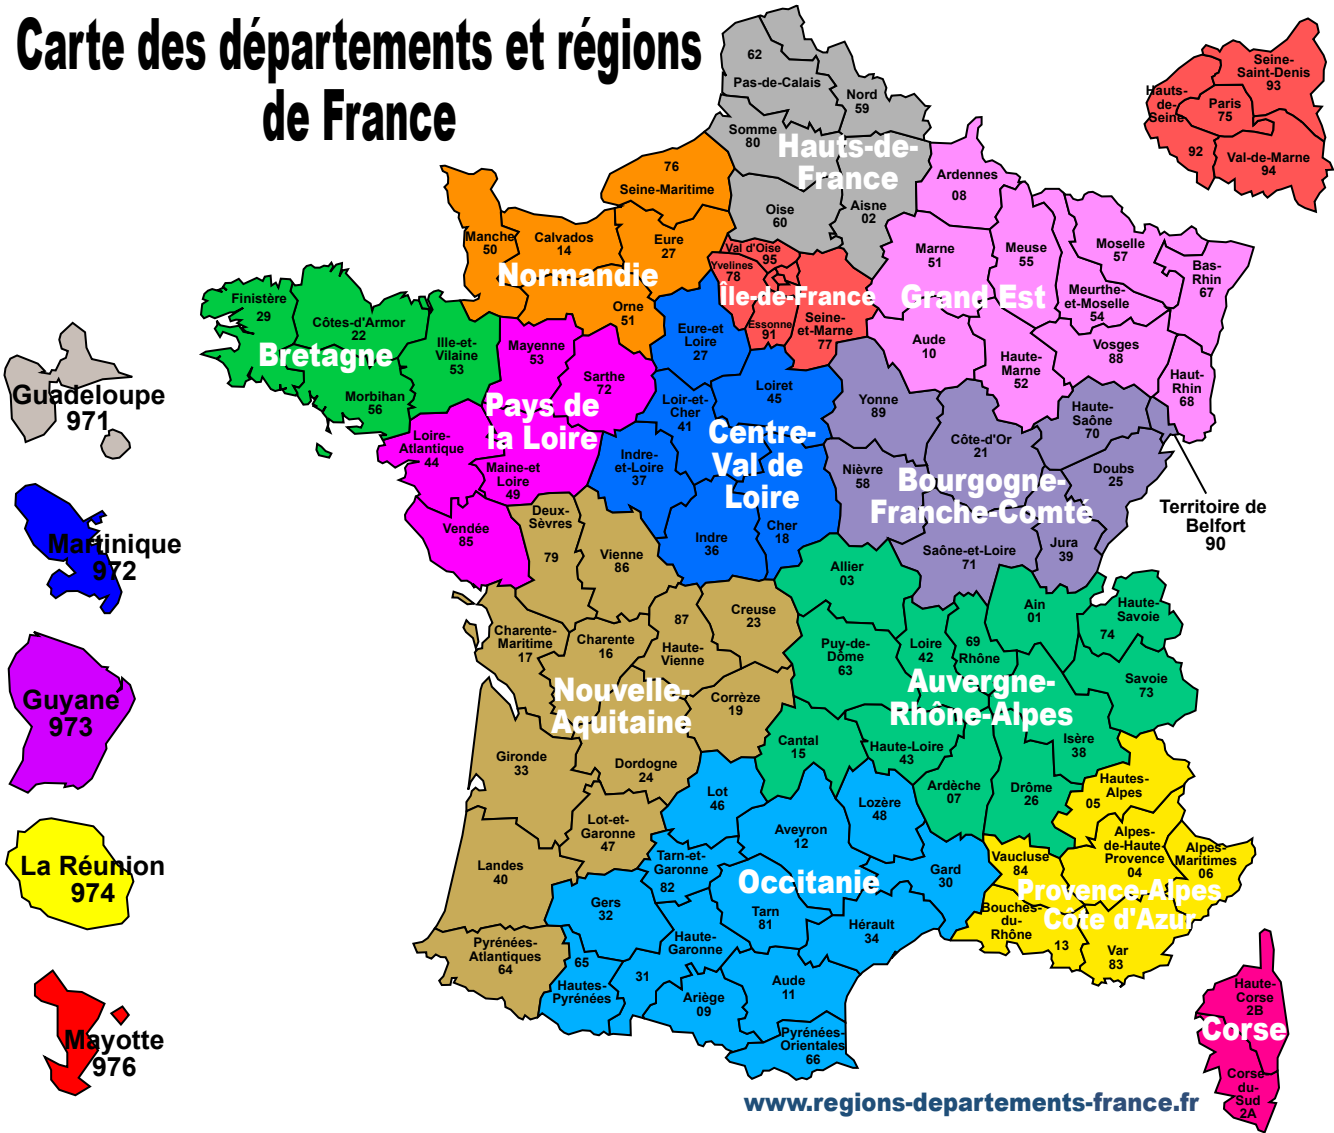 Carte des départements et régions
de France
62
Pas-de-Calais
Nord
59
Somme
80
Hauts-de-
France
Oise
60
Aisne
02
Seine-
Saint-Denis
93
Hauts-
de-
Seine
92
Paris
75
Val-de-Marne
94
76
Seine-Maritime
Manche
50
Calvados
14
Eure
27
Normandie
Orne
51
Val d'Oise
95
Yvelines
78
Île-de-France
Essonne
91
Seine-
et-Marne
77
Ardennes
08
Marne
51
Meuse
55
Moselle
57
Bas-
Rhin
67
Meurthe-
et-Moselle
54
Grand Est
Aude
10
Haute-
Marne
52
Vosges
88
Haut-
Rhin
68
Finistère
29
Côtes-d'Armor
22
Bretagne
Ille-et-
Vilaine
53
Morbihan
56
Mayenne
53
Sarthe
72
Pays de
la Loire
Loire-
Atlantique
44
Maine-et
Loire
49
Vendée
85
Eure-et
Loire
27
Loiret
45
Loir-et-
Cher
41
Centre-
Val de
Loire
Indre-
et-Loire
37
Indre
36
Cher
18
Yonne
89
Côte-d'Or
21
Haute-
Saône
70
Nièvre
58
Doubs
25
Bourgogne-
Franche-Comté
Saône-et-Loire
71
Jura
39
Territoire de
Belfort
90
Guadeloupe
971
Martinique
972
Guyane
973
La Réunion
974
Mayotte
976
Deux-
Sèvres
79
Vienne
86
Charente-
Maritime
17
Charente
16
87
Haute-
Vienne
Creuse
23
Nouvelle-
Aquitaine
Corrèze
19
Gironde
33
Dordogne
24
Lot-et-
Garonne
47
Landes
40
Pyrénées-
Atlantiques
64
Allier
03
Puy-de-
Dôme
63
Loire
42
69
Rhône
Ain
01
Haute-
Savoie
74
Savoie
73
Auvergne-
Rhône-Alpes
Cantal
15
Haute-Loire
43
Isère
38
Ardèche
07
Drôme
26
Lot
46
Aveyron
12
Lozère
48
Tarn-et-
Garonne
82
Occitanie
Gard
30
Gers
32
Tarn
81
Hérault
34
Haute-
Garonne
31
65
Hautes-
Pyrénées
Ariège
09
Aude
11
Pyrénées-
Orientales
66
Hautes-
Alpes
05
Alpes-
de-Haute
Provence
04
Alpes-
Maritimes
06
Vaucluse
84
Provence-Alpes
Côte d'Azur
Bouches-
du-
Rhône
13
Var
83
Haute-
Corse
2B
Corse
Corse
du-
Sud
2A
www.regions-departements-france.fr